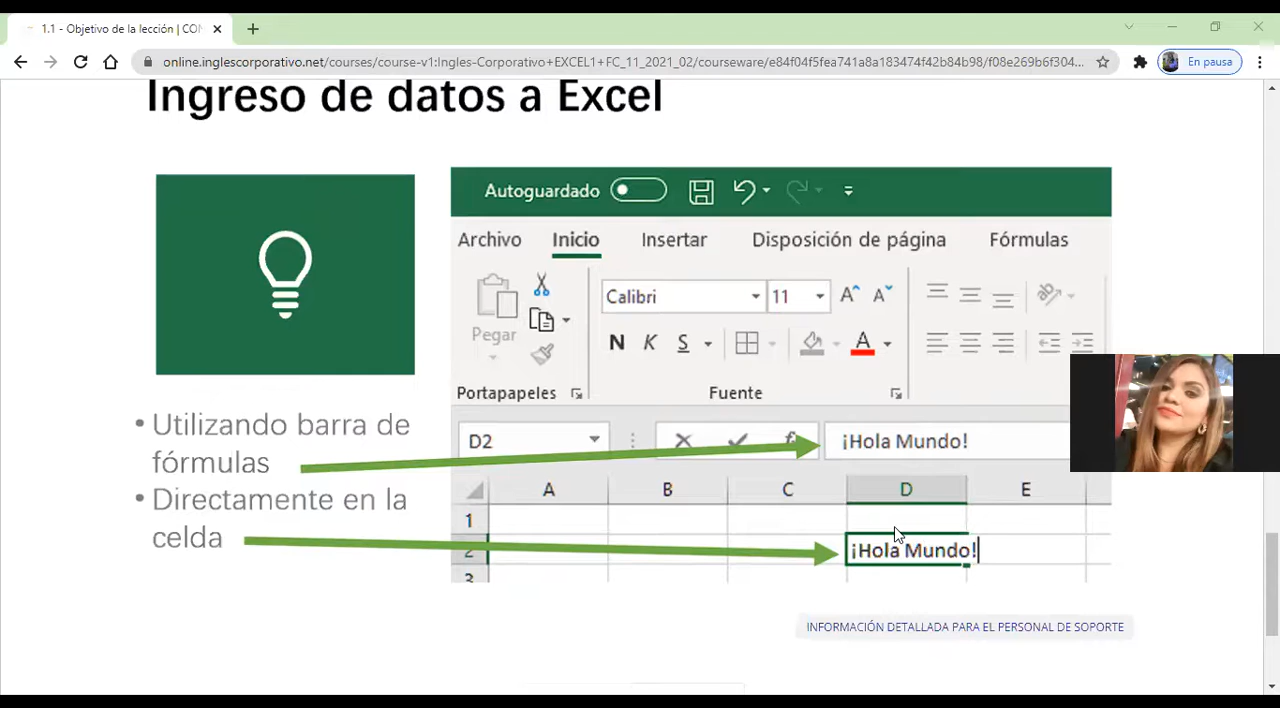 1.1 - Objetivo de la lección | CO
online.inglescorporativo.net/courses/course-v1:Ingles-Corporativo+EXCEL1+FC_11_2021_02/courseware/e84f04f5fea741a8a183474f42b84b98/f08e269b6f304...
En pausa
Ingreso de datos a Excel
Autoguardado
Archivo Inicio Insertar Disposición de página Fórmulas
Calibri 11
Pegar
N K S A
Portapapeles Fuente
• Utilizando barra de
fórmulas
• Directamente en la
celda
D2 ¡Hola Mundo!
A B C D E
1
2 ¡Hola Mundo!
3
INFORMACIÓN DETALLADA PARA EL PERSONAL DE SOPORTE